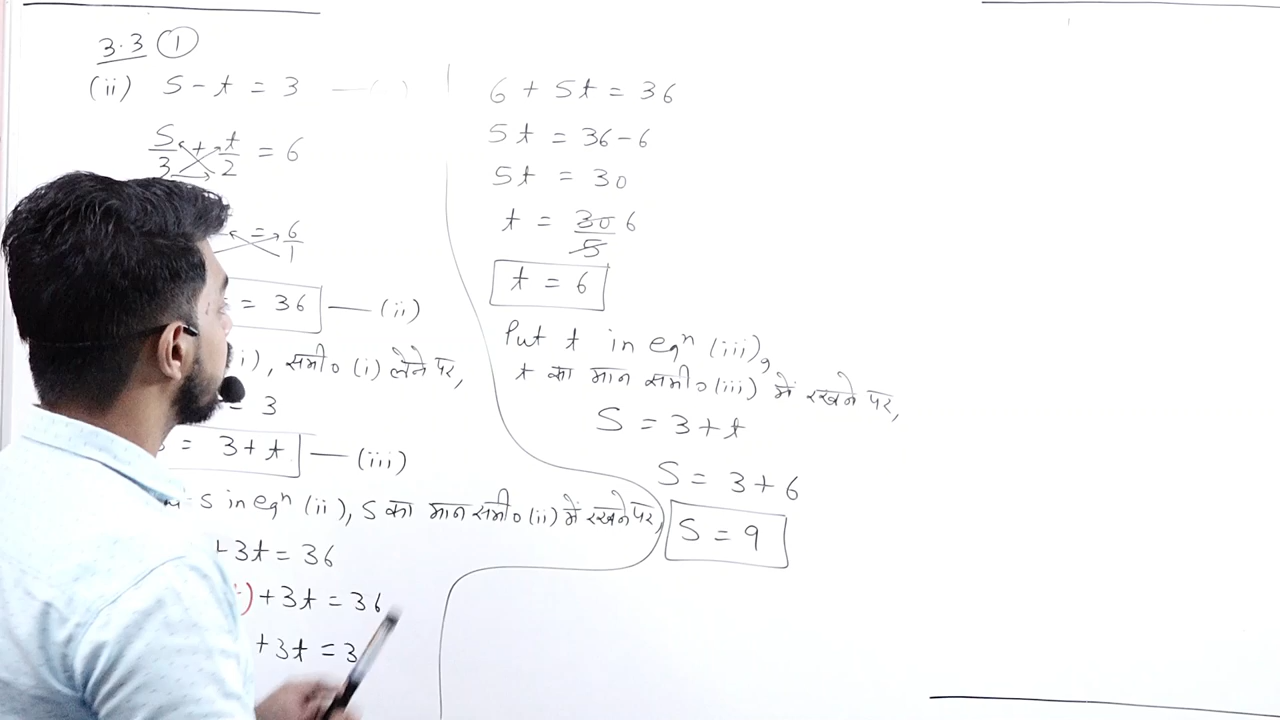 3.3 ①
(ii) S - t = 3
S/3 + t/2 = 6
= 6/1
= 36 —— (ii)
i), समी० (i) लेने पर,
= 3
= 3 + t —— (iii)
S in eqⁿ (ii), S का मान समी० (ii) में रखने पर,
+ 3t = 36
) + 3t = 36
+ 3t = 3
6 + 5t = 36
5t = 36 - 6
5t = 30
t = 30/5 6
t = 6
Put t in eqⁿ (iii),
t का मान समी० (iii) में रखने पर,
S = 3 + t
S = 3 + 6
S = 9